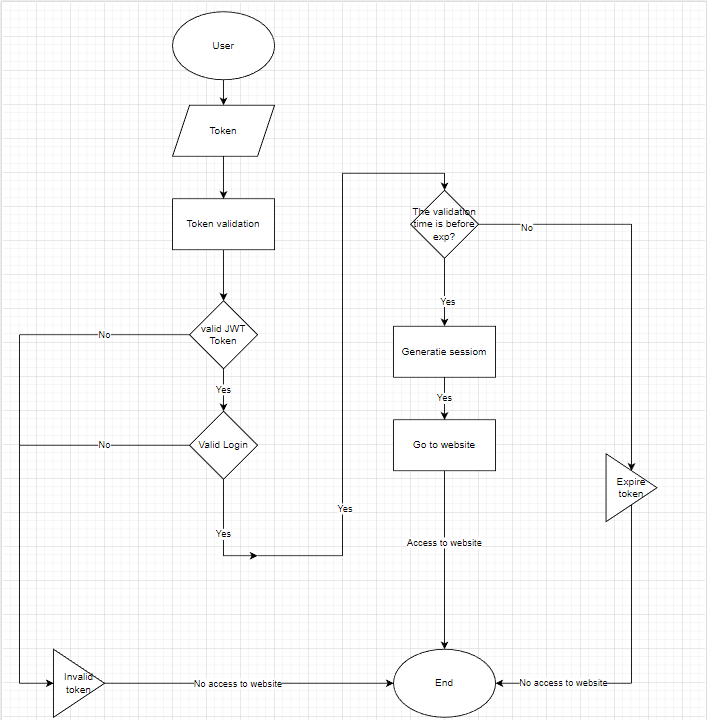 User
Token
Token validation
valid JWT
Token
No
Yes
Valid Login
No
Yes
Yes
The validation
time is before
exp?
No
Yes
Generatie sessiom
Yes
Go to website
Expire
token
Access to website
Invalid
token
No access to website
End
No access to website